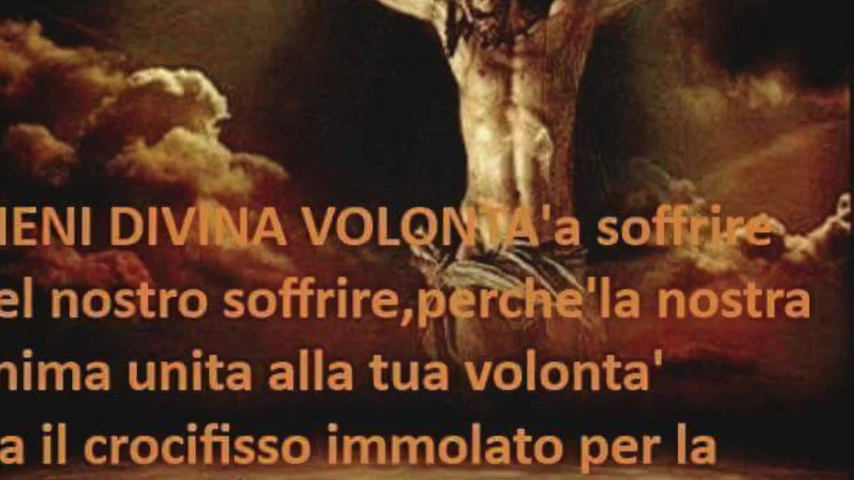 IENI DIVINA VOLONTA'a soffrire
el nostro soffrire,perche'la nostra
nima unita alla tua volonta'
a il crocifisso immolato per la